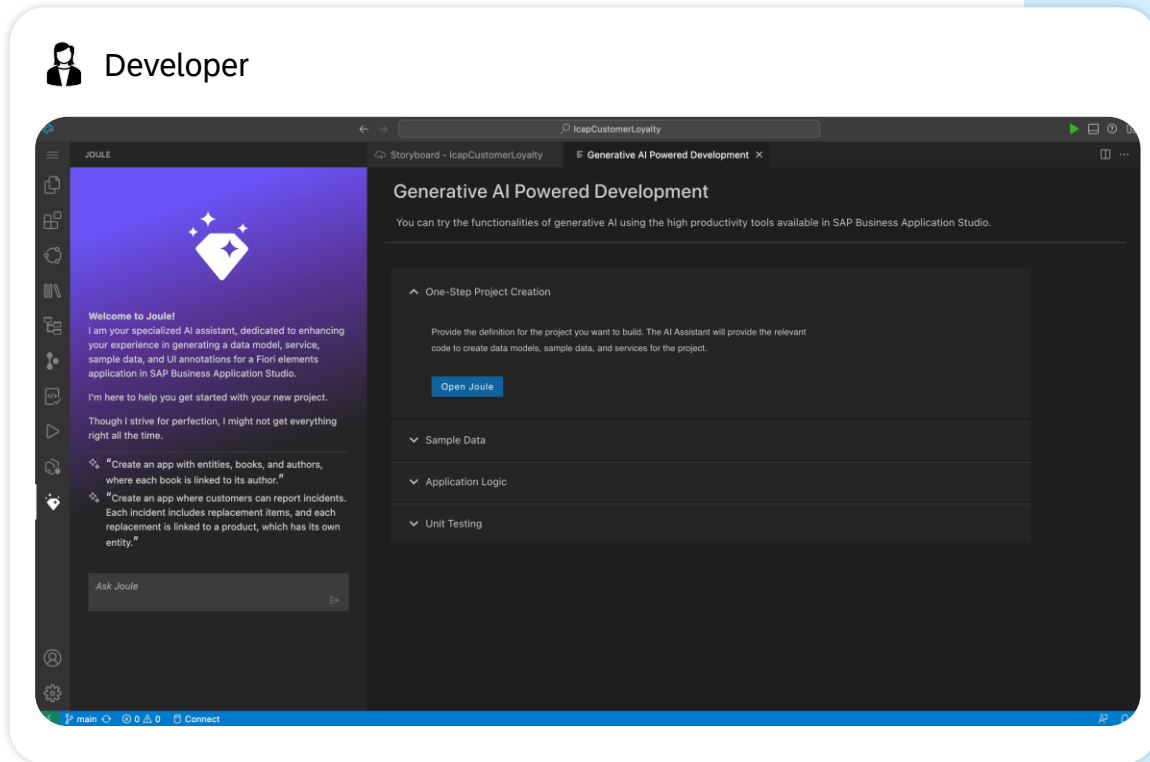 Developer
lcapCustomerLoyalty
JOULE
Storyboard - lcapCustomerLoyalty
Generative AI Powered Development
Welcome to Joule!
I am your specialized AI assistant, dedicated to enhancing
your experience in generating a data model, service,
sample data, and UI annotations for a Fiori elements
application in SAP Business Application Studio.
I'm here to help you get started with your new project.
Though I strive for perfection, I might not get everything
right all the time.
"Create an app with entities, books, and authors,
where each book is linked to its author."
"Create an app where customers can report incidents.
Each incident includes replacement items, and each
replacement is linked to a product, which has its own
entity."
Ask Joule
Generative AI Powered Development
You can try the functionalities of generative AI using the high productivity tools available in SAP Business Application Studio.
One-Step Project Creation
Provide the definition for the project you want to build. The AI Assistant will provide the relevant
code to create data models, sample data, and services for the project.
Open Joule
Sample Data
Application Logic
Unit Testing
main
0
0
Connect